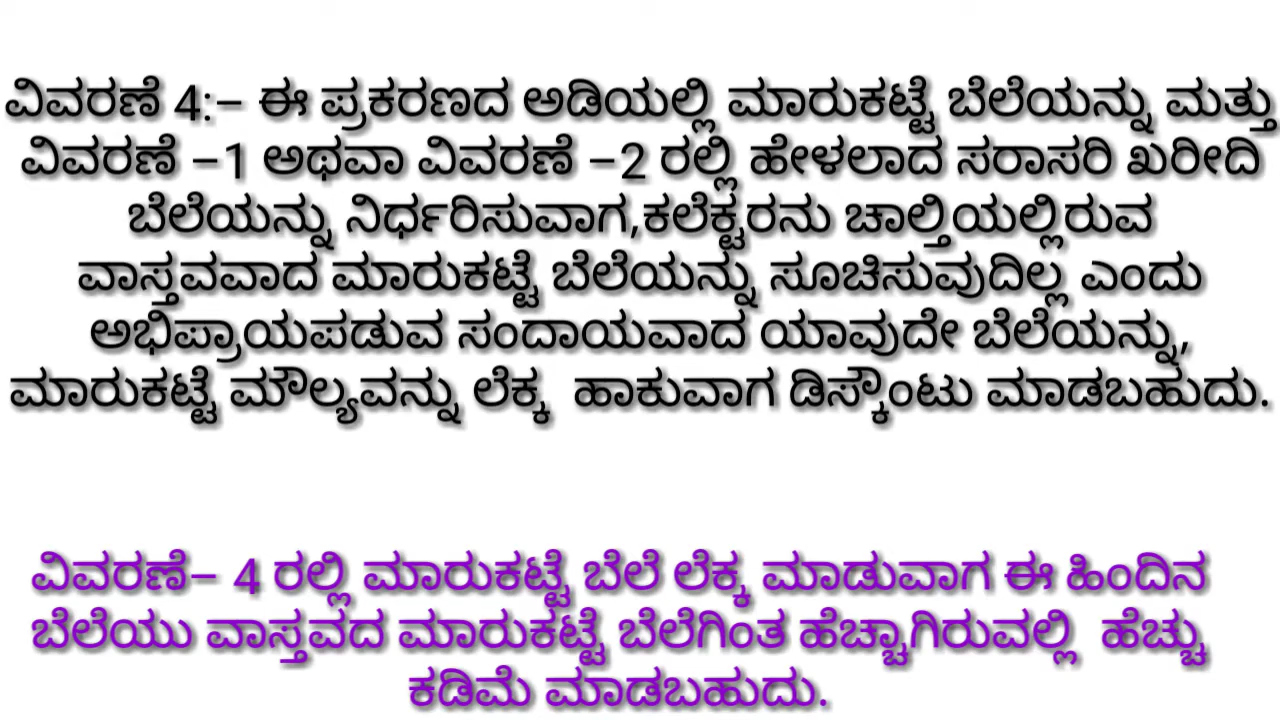 ವಿವರಣೆ 4:– ಈ ಪ್ರಕರಣದ ಅಡಿಯಲ್ಲಿ ಮಾರುಕಟ್ಟೆ ಬೆಲೆಯನ್ನು ಮತ್ತು
ವಿವರಣೆ –1 ಅಥವಾ ವಿವರಣೆ –2 ರಲ್ಲಿ ಹೇಳಲಾದ ಸರಾಸರಿ ಖರೀದಿ
ಬೆಲೆಯನ್ನು ನಿರ್ಧರಿಸುವಾಗ,ಕಲೆಕ್ಟರನು ಚಾಲ್ತಿಯಲ್ಲಿರುವ
ವಾಸ್ತವವಾದ ಮಾರುಕಟ್ಟೆ ಬೆಲೆಯನ್ನು ಸೂಚಿಸುವುದಿಲ್ಲ ಎಂದು
ಅಭಿಪ್ರಾಯಪಡುವ ಸಂದಾಯವಾದ ಯಾವುದೇ ಬೆಲೆಯನ್ನು,
ಮಾರುಕಟ್ಟೆ ಮೌಲ್ಯವನ್ನು ಲೆಕ್ಕ ಹಾಕುವಾಗ ಡಿಸ್ಕೌಂಟು ಮಾಡಬಹುದು.
ವಿವರಣೆ– 4 ರಲ್ಲಿ ಮಾರುಕಟ್ಟೆ ಬೆಲೆ ಲೆಕ್ಕ ಮಾಡುವಾಗ ಈ ಹಿಂದಿನ
ಬೆಲೆಯು ವಾಸ್ತವದ ಮಾರುಕಟ್ಟೆ ಬೆಲೆಗಿಂತ ಹೆಚ್ಚಾಗಿರುವಲ್ಲಿ ಹೆಚ್ಚು
ಕಡಿಮೆ ಮಾಡಬಹುದು.